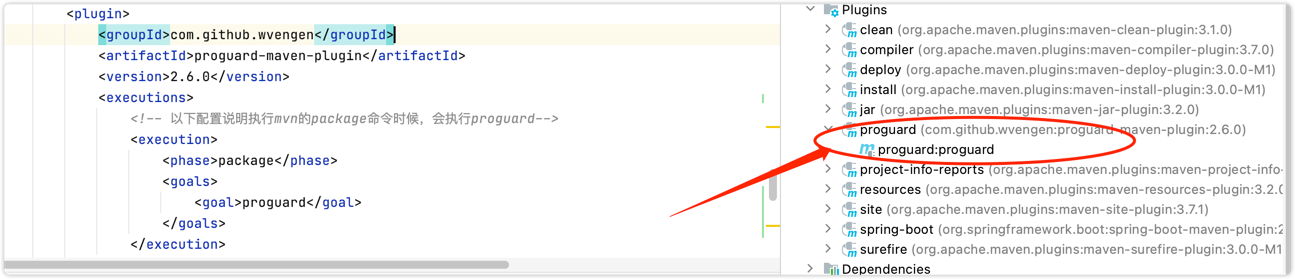 <plugin>
<groupId>com.github.wvengen</groupId>
<artifactId>proguard-maven-plugin</artifactId>
<version>2.6.0</version>
<executions>
<!-- 以下配置说明执行mvn的package命令时候，会执行proguard-->
<execution>
<phase>package</phase>
<goals>
<goal>proguard</goal>
</goals>
</execution>
Plugins
clean (org.apache.maven.plugins:maven-clean-plugin:3.1.0)
compiler (org.apache.maven.plugins:maven-compiler-plugin:3.7.0)
deploy (org.apache.maven.plugins:maven-deploy-plugin:3.0.0-M1)
install (org.apache.maven.plugins:maven-install-plugin:3.0.0-M1)
jar (org.apache.maven.plugins:maven-jar-plugin:3.2.0)
proguard (com.github.wvengen:proguard-maven-plugin:2.6.0)
proguard:proguard
project-info-reports (org.apache.maven.plugins:maven-project-info-
resources (org.apache.maven.plugins:maven-resources-plugin:3.2.0
site (org.apache.maven.plugins:maven-site-plugin:3.7.1)
spring-boot (org.springframework.boot:spring-boot-maven-plugin:2
surefire (org.apache.maven.plugins:maven-surefire-plugin:3.0.0-M1
Dependencies